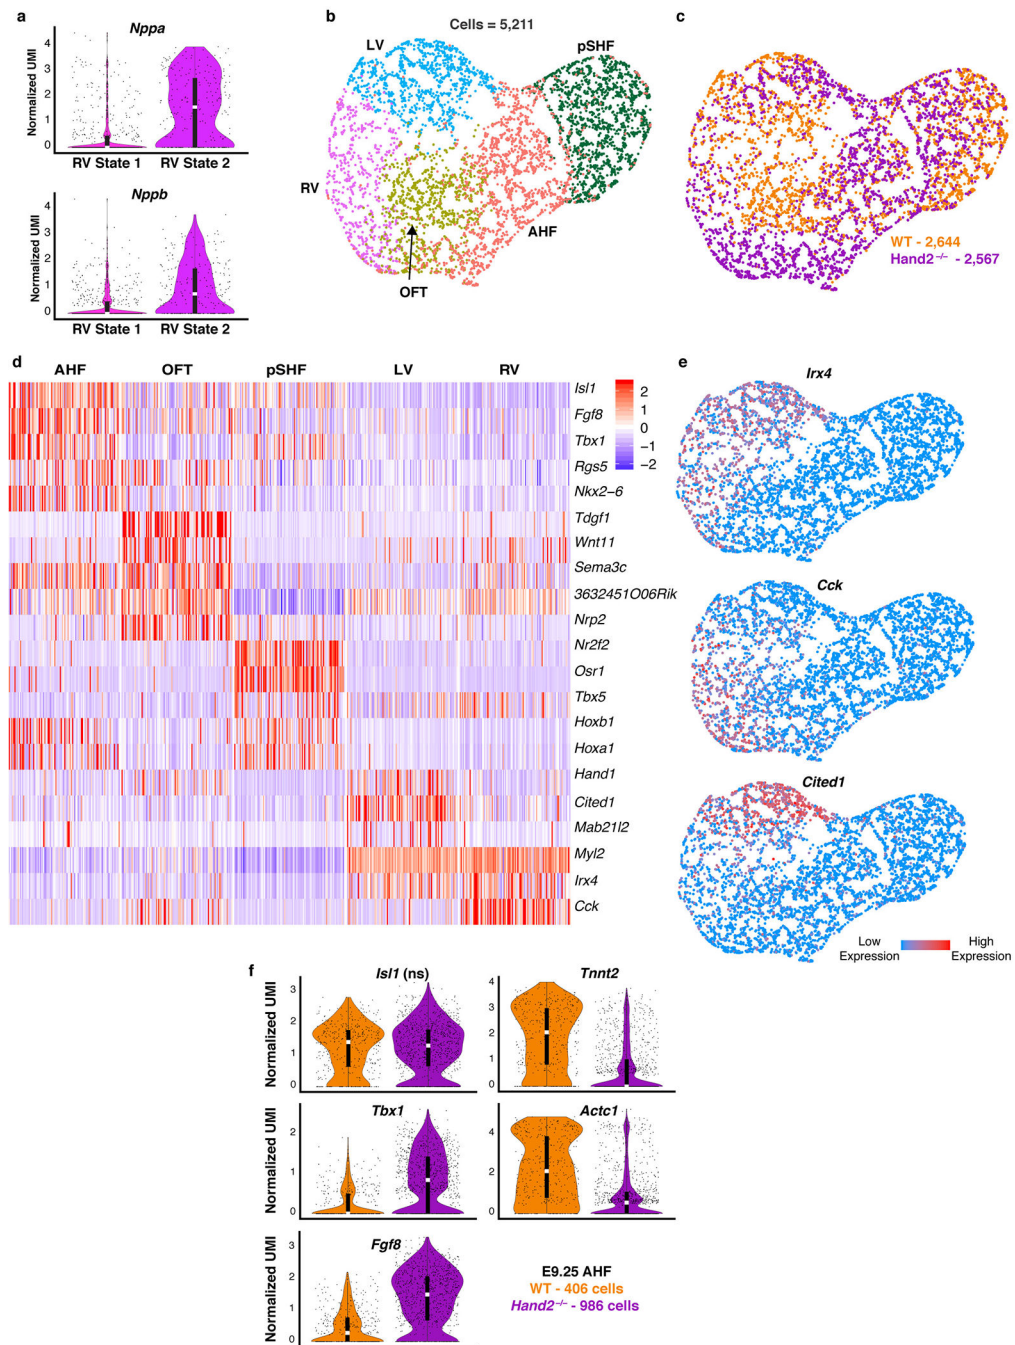 a
Nppa
Normalized UMI
4
3
2
1
0
RV State 1 RV State 2
Nppb
Normalized UMI
4
3
2
1
0
RV State 1 RV State 2
b
Cells = 5,211
LV
pSHF
RV
AHF
OFT
c
WT - 2,644
Hand2−/− - 2,567
d
AHF OFT pSHF LV RV
2
1
0
−1
−2
Isl1
Fgf8
Tbx1
Rgs5
Nkx2−6
Tdgf1
Wnt11
Sema3c
3632451O06Rik
Nrp2
Nr2f2
Osr1
Tbx5
Hoxb1
Hoxa1
Hand1
Cited1
Mab21l2
Myl2
Irx4
Cck
e
Irx4
Cck
Cited1
Low Expression
High Expression
f
Isl1 (ns)
Normalized UMI
3
2
1
0
Tnnt2
4
3
2
1
0
Tbx1
Normalized UMI
2
1
0
Actc1
4
2
0
Fgf8
Normalized UMI
3
2
1
0
E9.25 AHF
WT - 406 cells
Hand2−/− - 986 cells